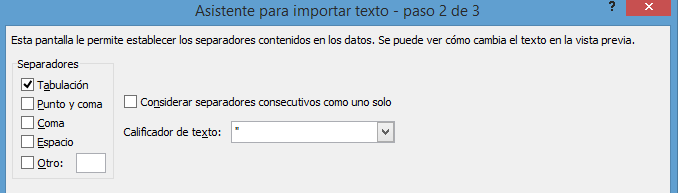 Asistente para importar texto - paso 2 de 3
Esta pantalla le permite establecer los separadores contenidos en los datos. Se puede ver cómo cambia el texto en la vista previa.
Separadores
Tabulación
Punto y coma
Coma
Espacio
Otro:
Considerar separadores consecutivos como uno solo
Calificador de texto: "